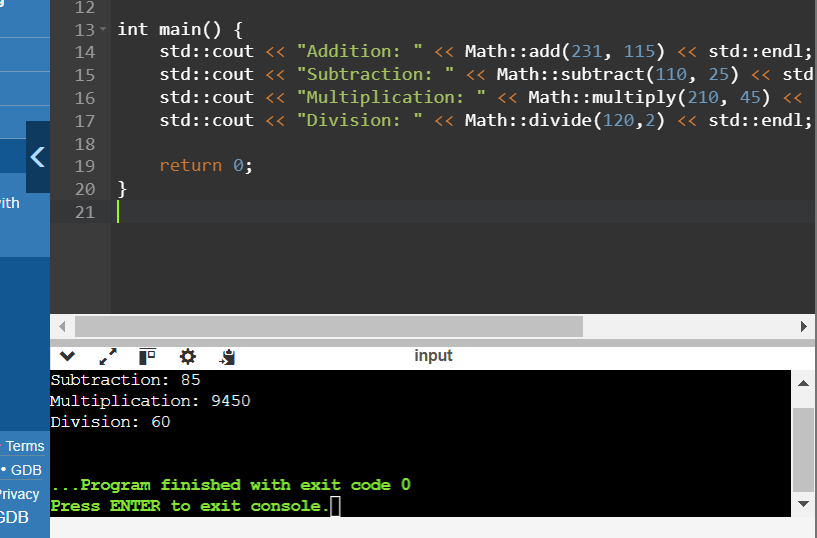 12
13 int main() {
14 std::cout << "Addition: " << Math::add(231, 115) << std::endl;
15 std::cout << "Subtraction: " << Math::subtract(110, 25) << std
16 std::cout << "Multiplication: " << Math::multiply(210, 45) <<
17 std::cout << "Division: " << Math::divide(120,2) << std::endl;
18
19 return 0;
20 }
21
input
Subtraction: 85
Multiplication: 9450
Division: 60
...Program finished with exit code 0
Press ENTER to exit console.
Terms
• GDB
GDB